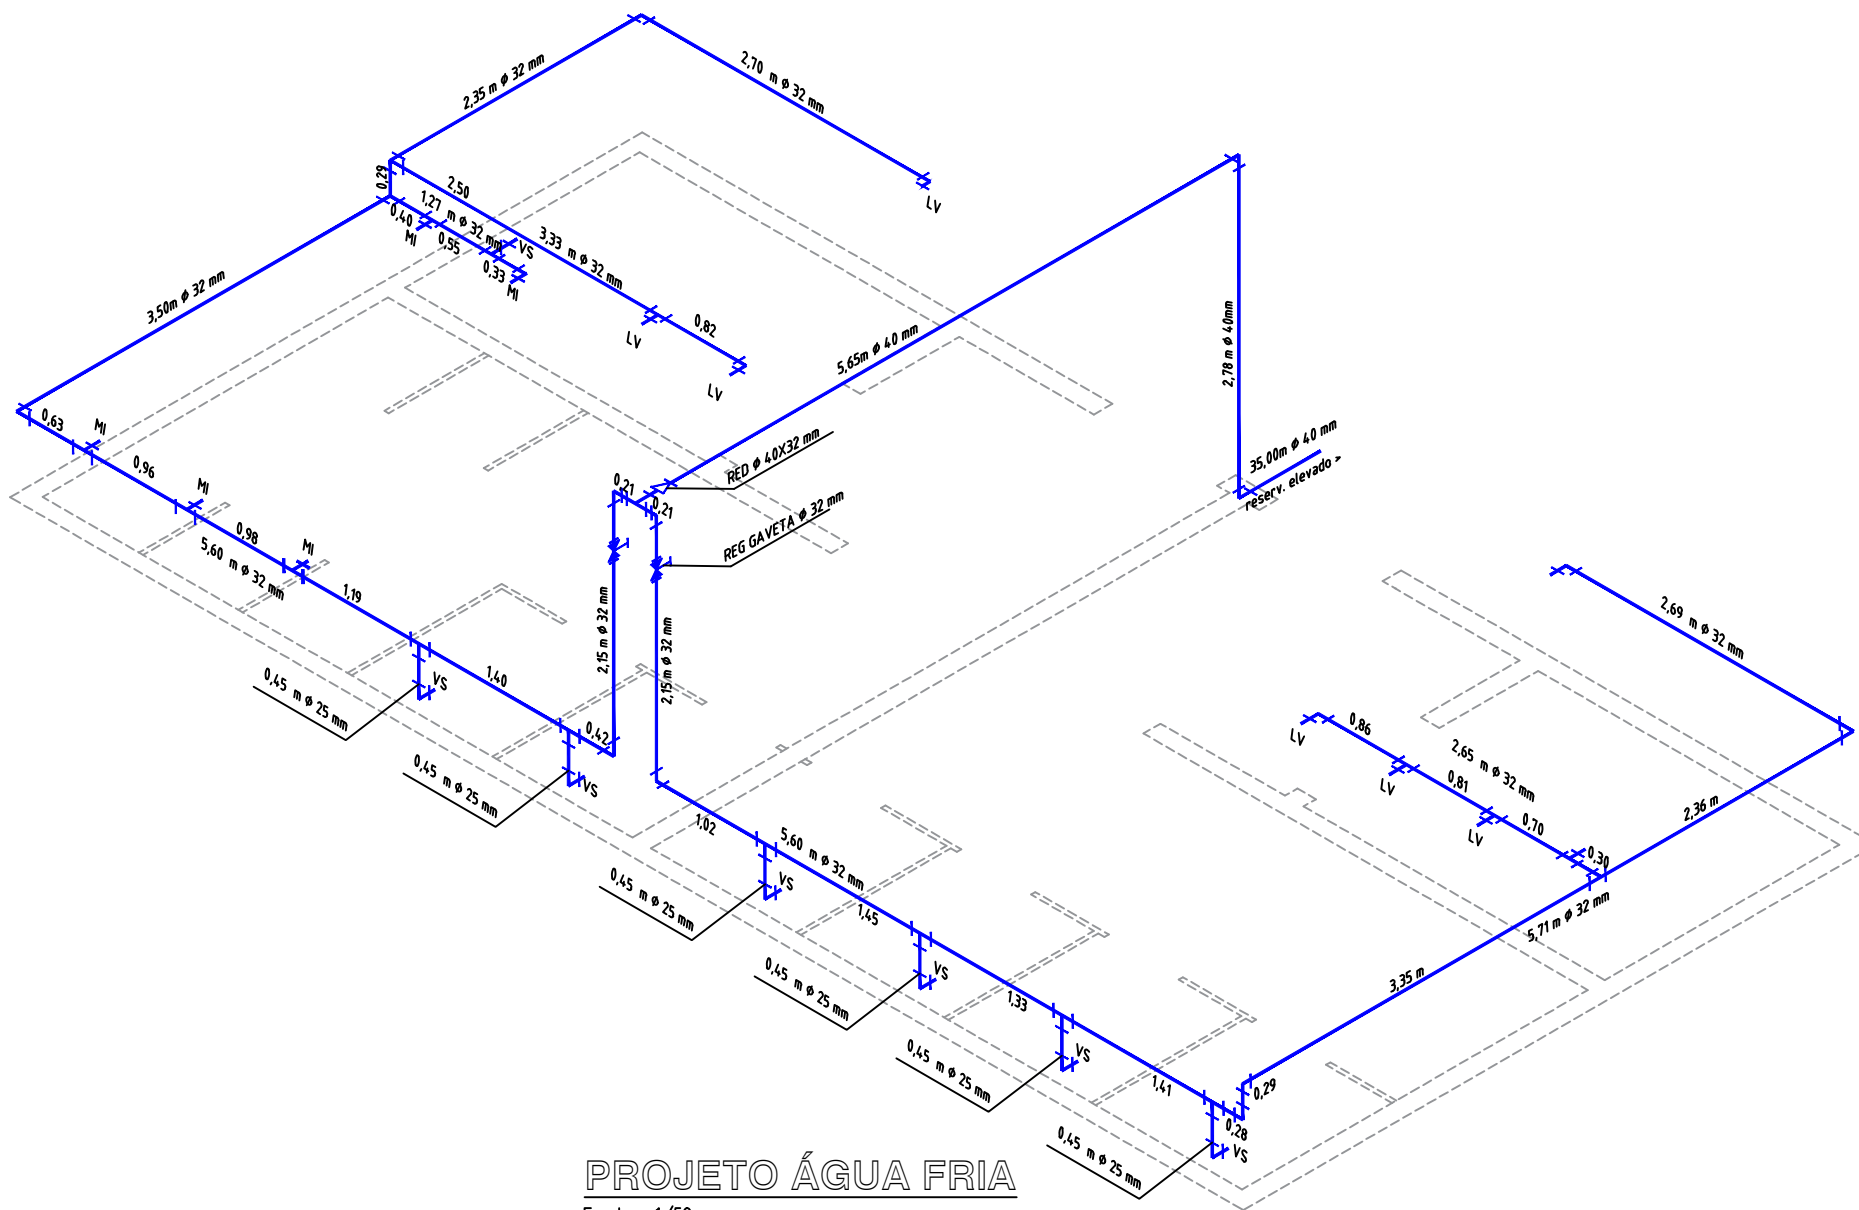 2,35 m ϕ 32 mm
2,70 m ϕ 32 mm
LV
0,29
2,50
1,27 m ϕ 32 mm
0,40
MI
0,55
VS
0,33
MI
3,33 m ϕ 32 mm
LV
0,82
LV
3,50m ϕ 32 mm
5,65m ϕ 40 mm
2,78 m ϕ 40mm
35,00m ϕ 40 mm
reserv. elevado >
0,63
MI
0,96
MI
0,98
MI
5,60 m ϕ 32 mm
1,19
RED ϕ 40X32 mm
0,21
0,21
REG GAVETA ϕ 32 mm
2,15 m ϕ 32 mm
2,15 m ϕ 32 mm
0,45 m ϕ 25 mm
VS
1,40
0,42
0,45 m ϕ 25 mm
VS
1,02
5,60 m ϕ 32 mm
0,45 m ϕ 25 mm
VS
1,45
0,45 m ϕ 25 mm
VS
1,33
0,45 m ϕ 25 mm
VS
1,41
0,28
0,29
0,45 m ϕ 25 mm
VS
2,69 m ϕ 32 mm
LV
0,86
2,65 m ϕ 32 mm
LV
0,81
LV
0,70
0,30
2,36 m
5,71 m ϕ 32 mm
3,35 m
PROJETO ÁGUA FRIA